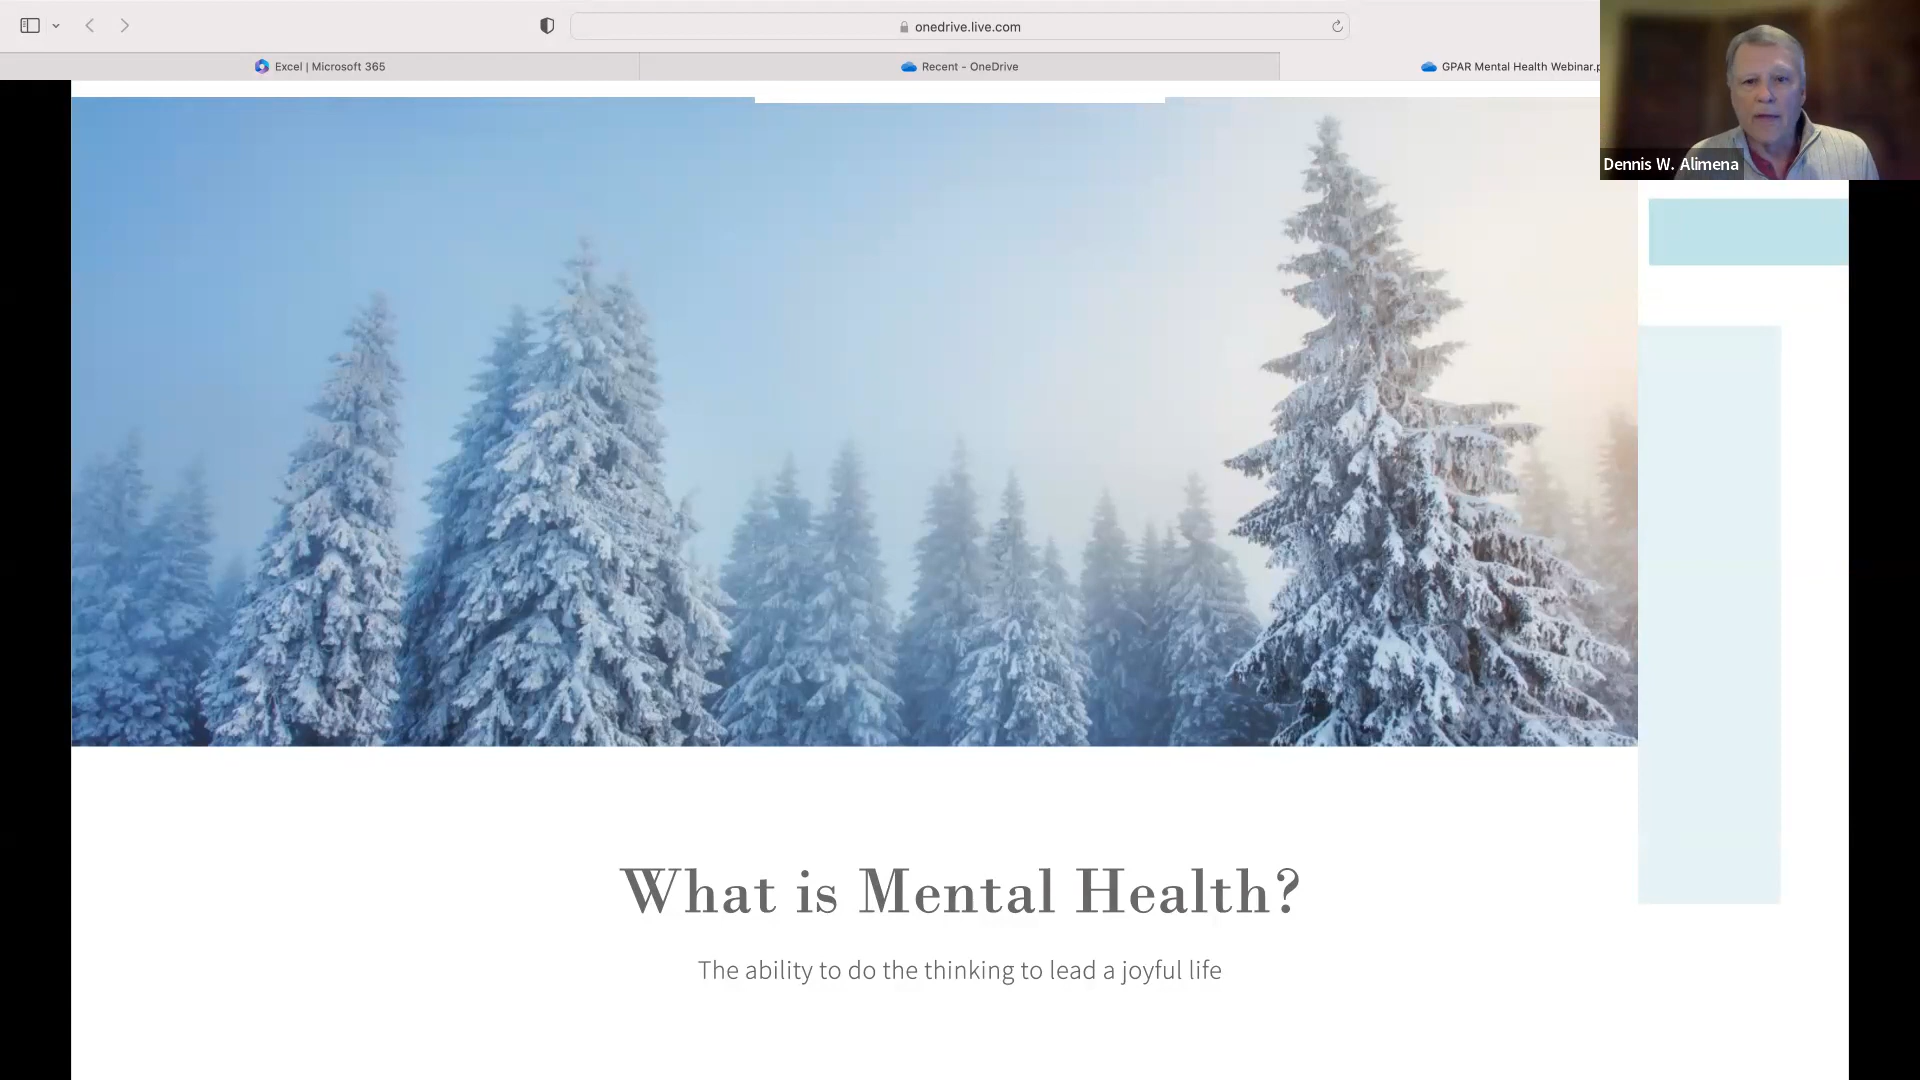 onedrive.live.com
Excel | Microsoft 365
Recent - OneDrive
GPAR Mental Health Webinar.p
Dennis W. Alimena
What is Mental Health?
The ability to do the thinking to lead a joyful life